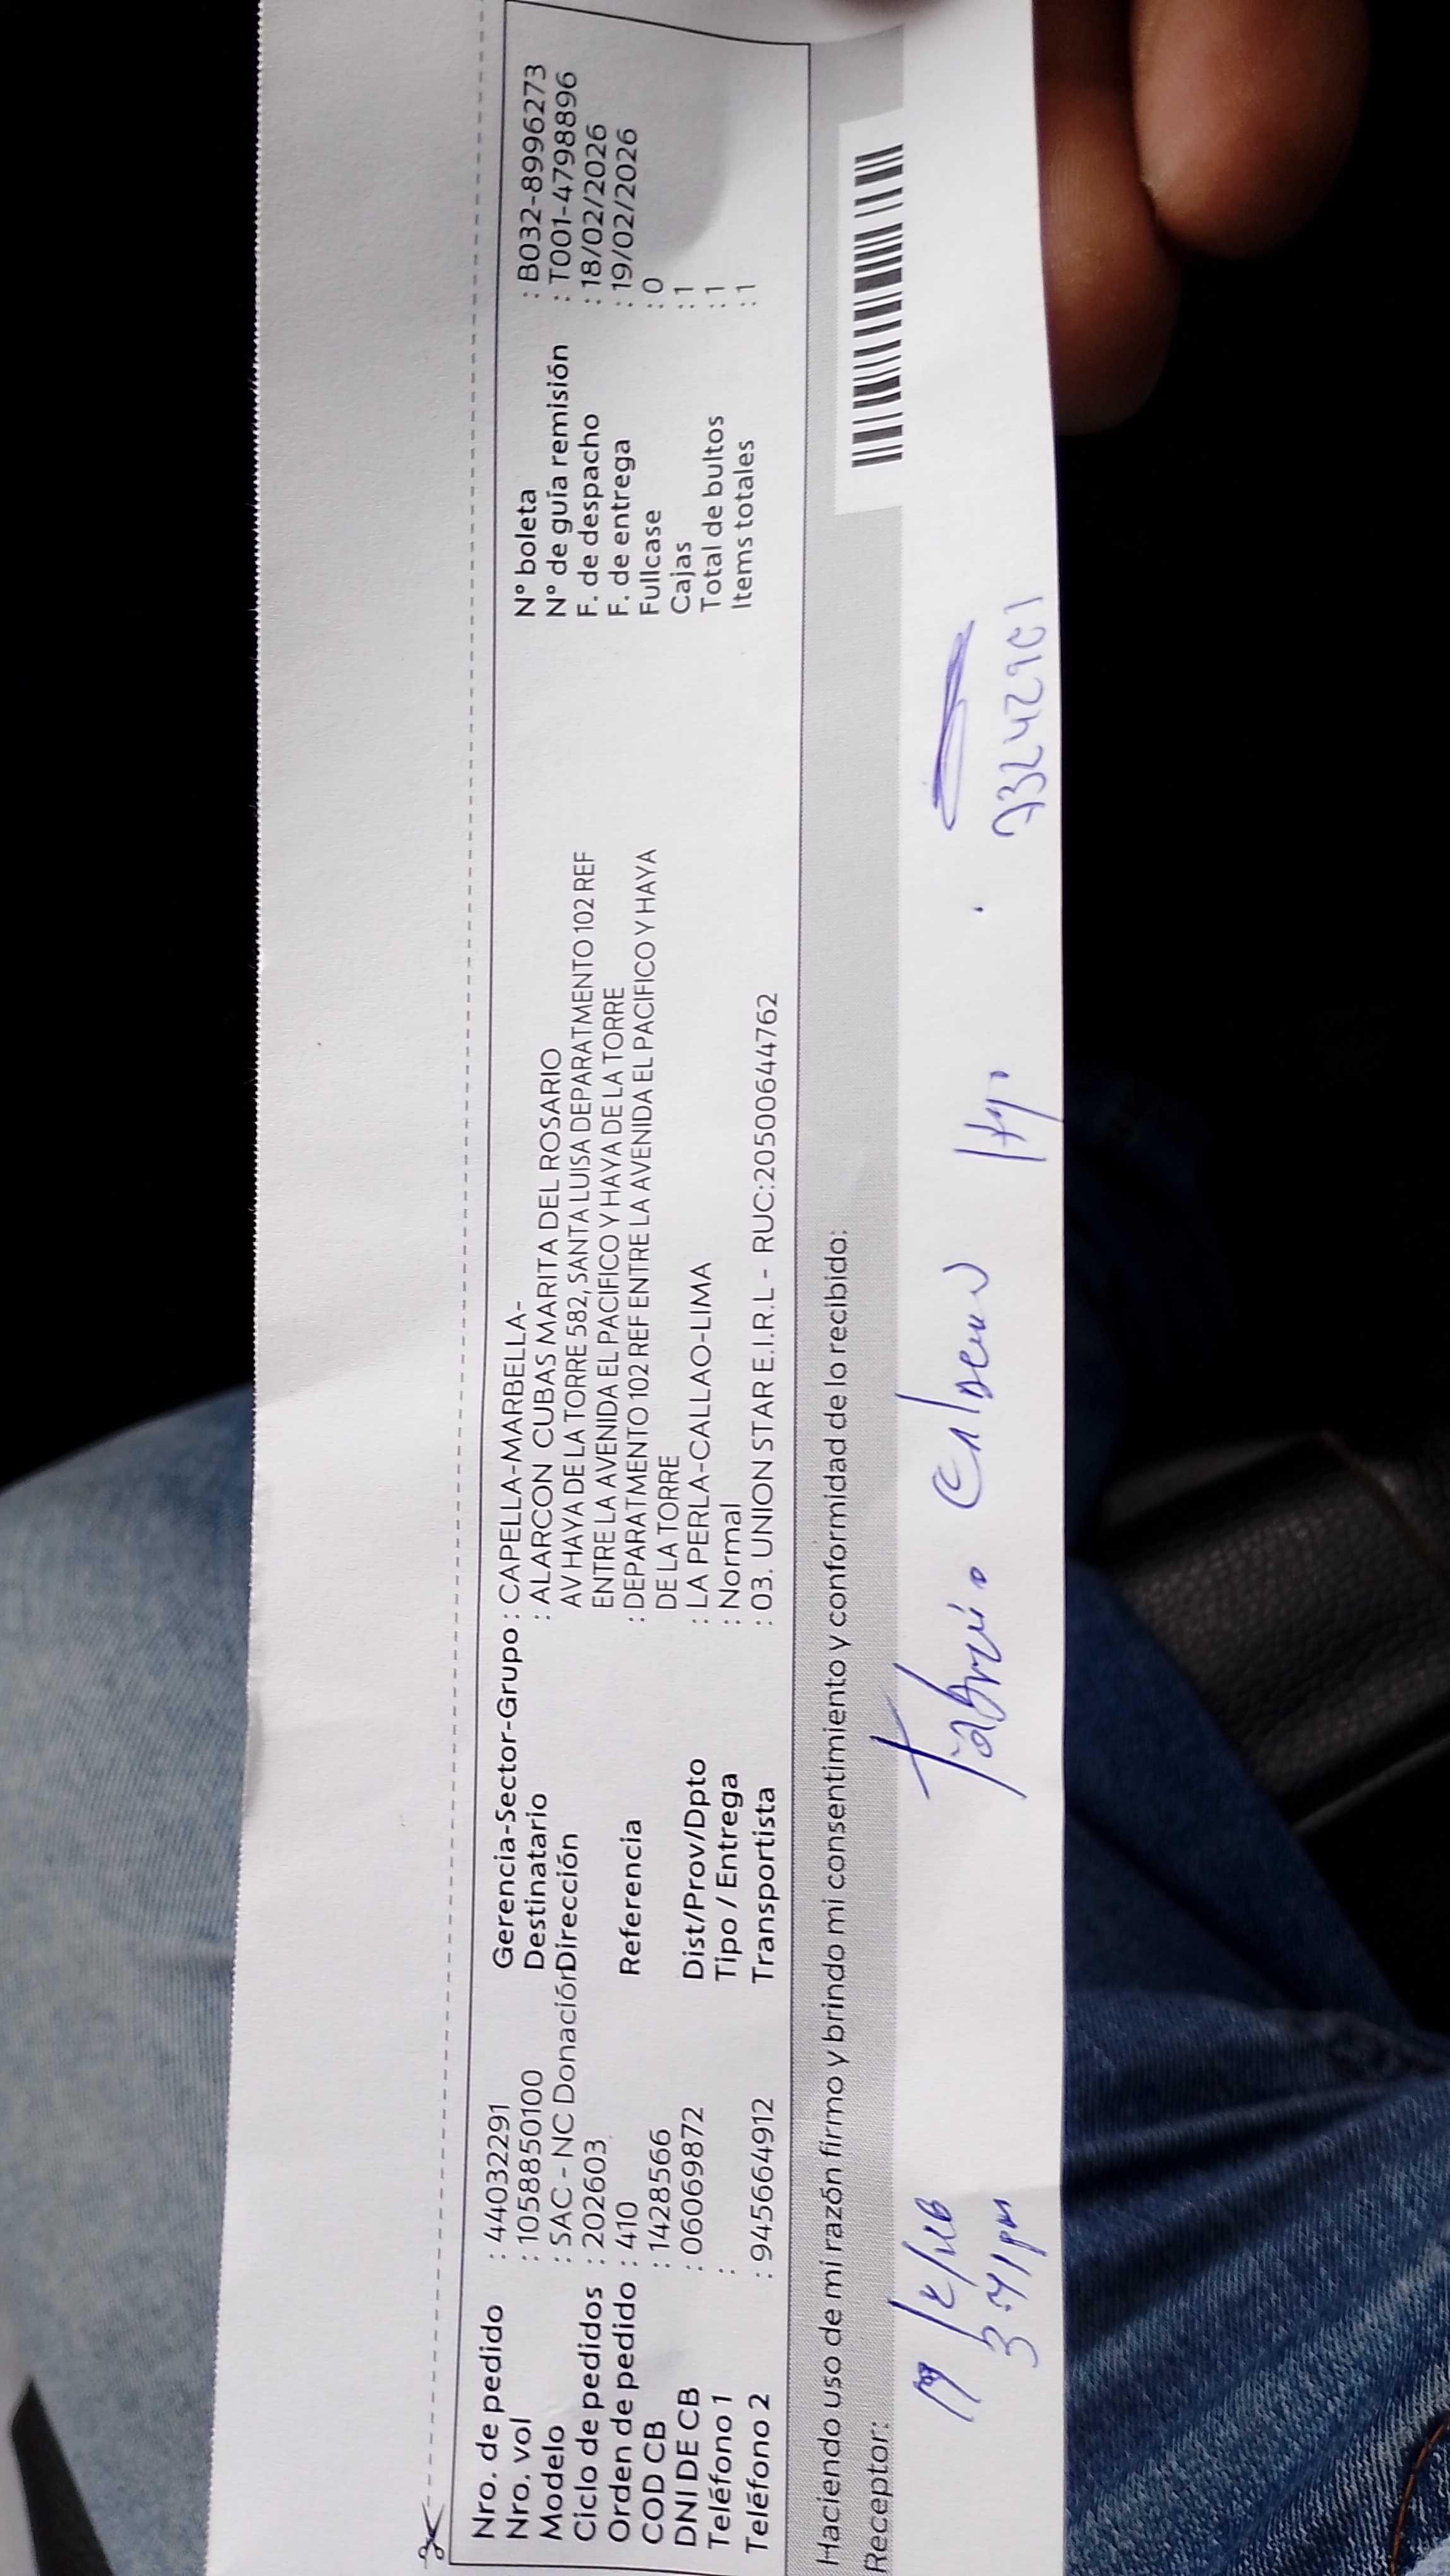 Nro. de pedido : 44032291
Nro. vol : 1058850100
Modelo : SAC - NC Donación
Ciclo de pedidos : 202603
Orden de pedido : 410
COD CB : 1428566
DNI DE CB : 06069872
Teléfono 1 :
Teléfono 2 : 945664912
Gerencia-Sector-Grupo : CAPELLA-MARBELLA-
Destinatario : ALARCON CUBAS MARITA DEL ROSARIO
Dirección AV HAYA DE LA TORRE 582, SANTA LUISA DEPARATMENTO 102 REF
ENTRE LA AVENIDA EL PACIFICO Y HAYA DE LA TORRE
Referencia : DEPARATMENTO 102 REF ENTRE LA AVENIDA EL PACIFICO Y HAYA
DE LA TORRE
Dist/Prov/Dpto : LA PERLA-CALLAO-LIMA
Tipo / Entrega : Normal
Transportista : 03. UNION STAR E.I.R.L - RUC:20500644762
N° boleta : B032-8996273
N° de guía remisión : T001-4798896
F. de despacho : 18/02/2026
F. de entrega : 19/02/2026
Fullcase : 0
Cajas : 1
Total de bultos : 1
Items totales : 1
Haciendo uso de mi razón firmo y brindo mi consentimiento y conformidad de lo recibido:
Receptor:
Fabrizio
3:41pm
73242901